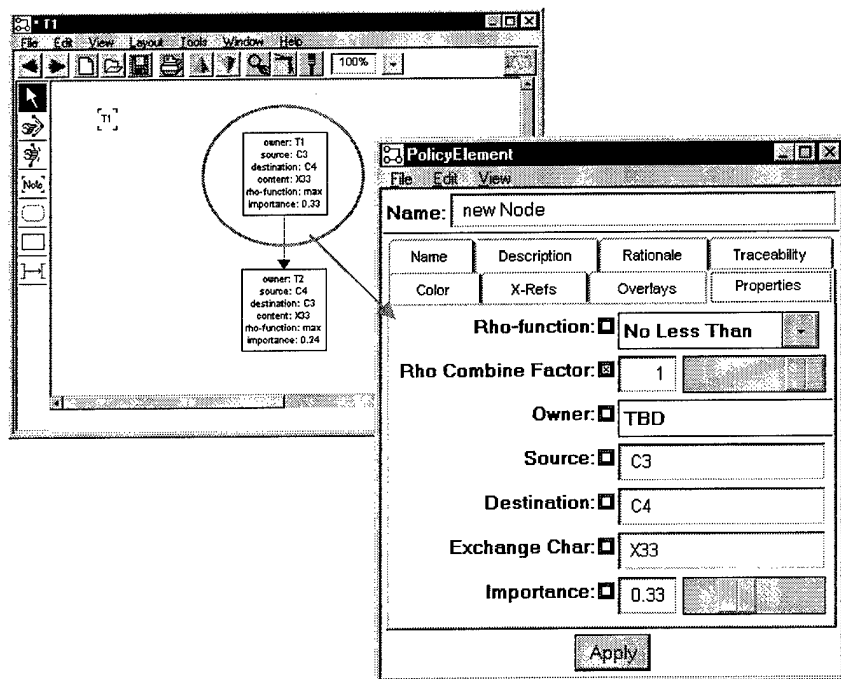 * T1
File Edit View Layout Tools Window Help
100%
T1
Note
owner: T1
source: C3
destination: C4
content: X33
rho-function: max
importance: 0.33
owner: T2
source: C4
destination: C3
content: X33
rho-function: max
importance: 0.24
PolicyElement
File Edit View
Name: new Node
Name Description Rationale Traceability
Color X-Refs Overlays Properties
Rho-function: No Less Than
Rho Combine Factor: 1
Owner: TBD
Source: C3
Destination: C4
Exchange Char: X33
Importance: 0.33
Apply